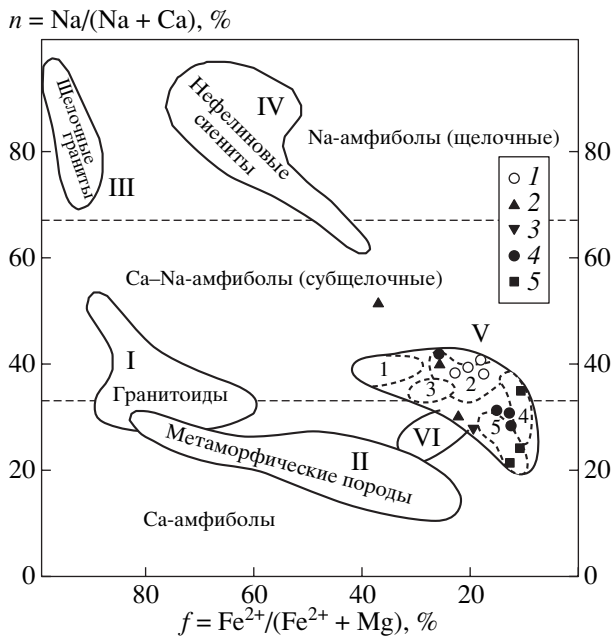 n = Na/(Na + Ca), %
Щелочные
граниты
III
Нефелиновые
сиениты
IV
Na-амфиболы (щелочные)
1
2
3
4
5
Ca–Na-амфиболы (субщелочные)
I
Гранитоиды
V
1
2
3
4
5
VI
II
Метаморфические породы
Ca-амфиболы
80
60
40
20
0
80
60
40
20
0
80
60
40
20
f = Fe²⁺/(Fe²⁺ + Mg), %